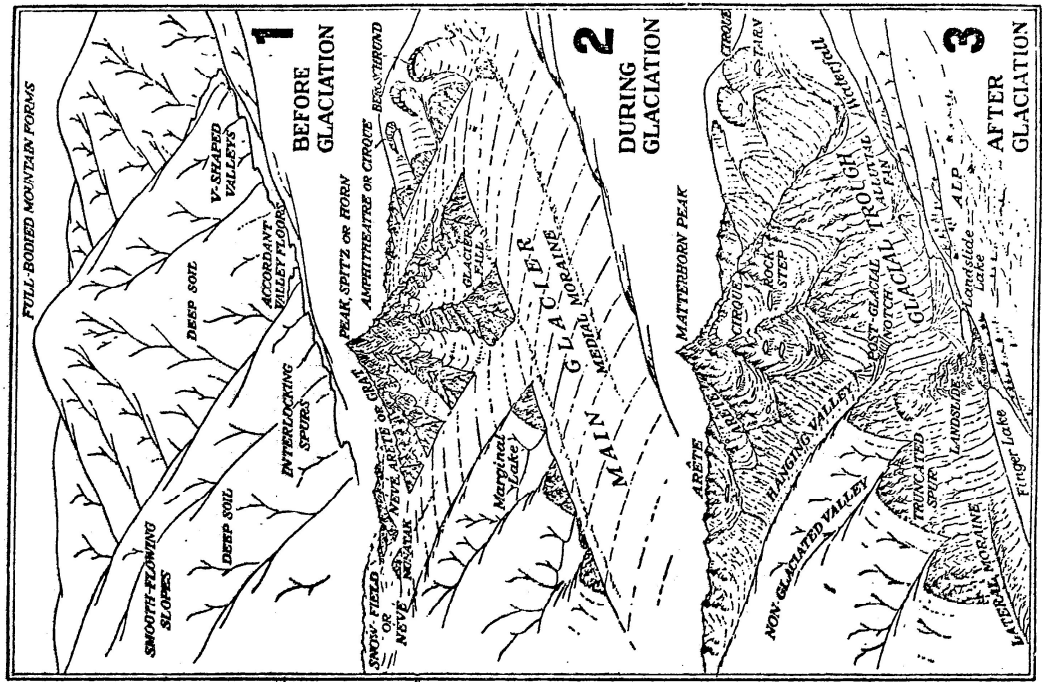 FULL-BODIED MOUNTAIN FORMS
SMOOTH-FLOWING
SLOPES
DEEP SOIL
DEEP SOIL
INTERLOCKING
SPURS
ACCORDANT
VALLEY FLOORS
V-SHAPED
VALLEYS
1
BEFORE
GLACIATION
PEAK SPITZ OR HORN
AMPHITHEATRE OR CIRQUE
BERGSCHRUND
SNOW-FIELD
OR
NEVE
NUNATAK
NEVE
ARETE OR GRAT
GLACIER
FALL
Marginal
Lake
MAIN GLACIER
MEDIAL MORAINE
2
DURING
GLACIATION
MATTERHORN PEAK
ARÊTE
ARETE
CIRQUE
CIRQUE
TARN
ROCK
STEP
Waterfall
HANGING VALLEY
POST-GLACIAL
NOTCH
GLACIAL TROUGH
ALLUVIAL
FAN
NON-GLACIATED VALLEY
TRUNCATED
SPUR
LANDSLIDE
Landslide
Lake
ALP
LATERAL MORAINE
Finger Lake
3
AFTER
GLACIATION